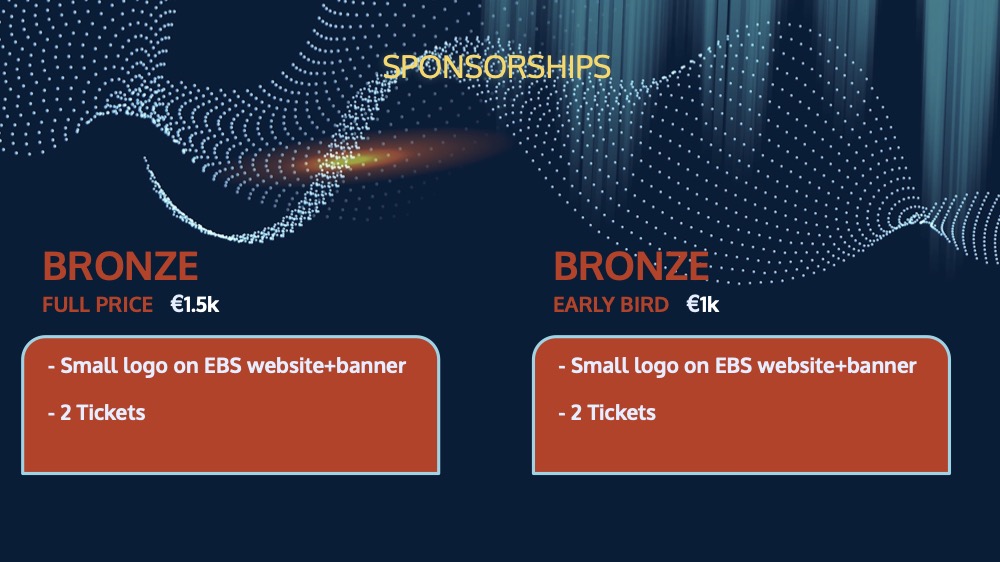 SPONSORSHIPS
BRONZE
FULL PRICE €1.5k
- Small logo on EBS website+banner
- 2 Tickets
BRONZE
EARLY BIRD €1k
- Small logo on EBS website+banner
- 2 Tickets